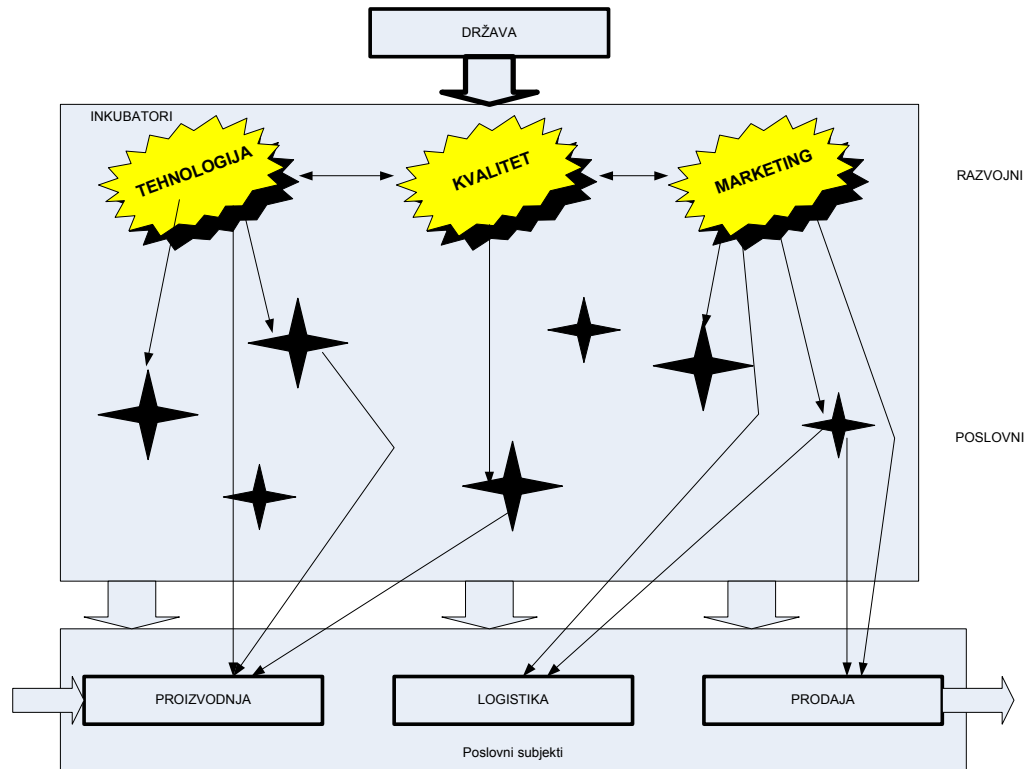 DRŽAVA
INKUBATORI
TEHNOLOGIJA
KVALITET
MARKETING
RAZVOJNI
POSLOVNI
PROIZVODNJA
LOGISTIKA
PRODAJA
Poslovni subjekti